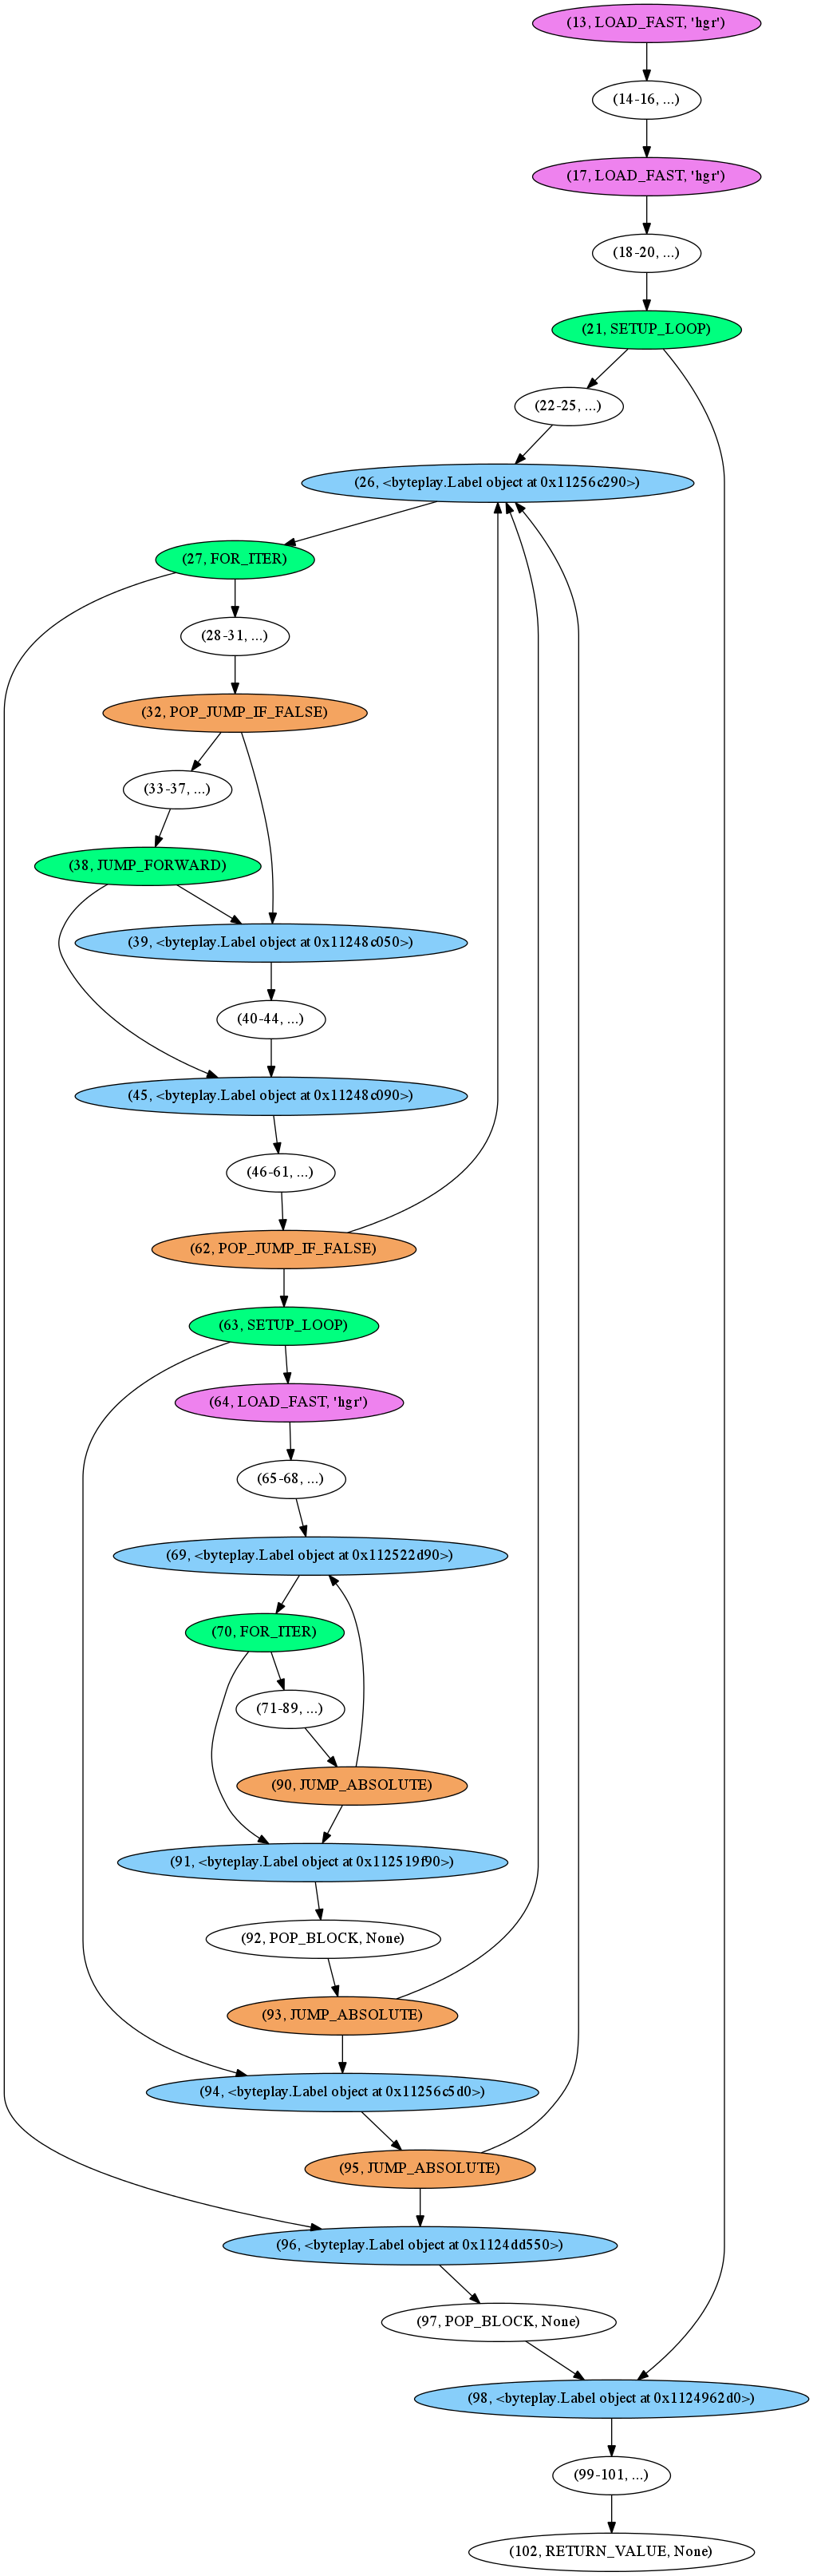 (13, LOAD_FAST, 'hgr')
(14-16, ...)
(17, LOAD_FAST, 'hgr')
(18-20, ...)
(21, SETUP_LOOP)
(22-25, ...)
(26, <byteplay.Label object at 0x11256c290>)
(27, FOR_ITER)
(28-31, ...)
(32, POP_JUMP_IF_FALSE)
(33-37, ...)
(38, JUMP_FORWARD)
(39, <byteplay.Label object at 0x11248c050>)
(40-44, ...)
(45, <byteplay.Label object at 0x11248c090>)
(46-61, ...)
(62, POP_JUMP_IF_FALSE)
(63, SETUP_LOOP)
(64, LOAD_FAST, 'hgr')
(65-68, ...)
(69, <byteplay.Label object at 0x112522d90>)
(70, FOR_ITER)
(71-89, ...)
(90, JUMP_ABSOLUTE)
(91, <byteplay.Label object at 0x112519f90>)
(92, POP_BLOCK, None)
(93, JUMP_ABSOLUTE)
(94, <byteplay.Label object at 0x11256c5d0>)
(95, JUMP_ABSOLUTE)
(96, <byteplay.Label object at 0x1124dd550>)
(97, POP_BLOCK, None)
(98, <byteplay.Label object at 0x1124962d0>)
(99-101, ...)
(102, RETURN_VALUE, None)